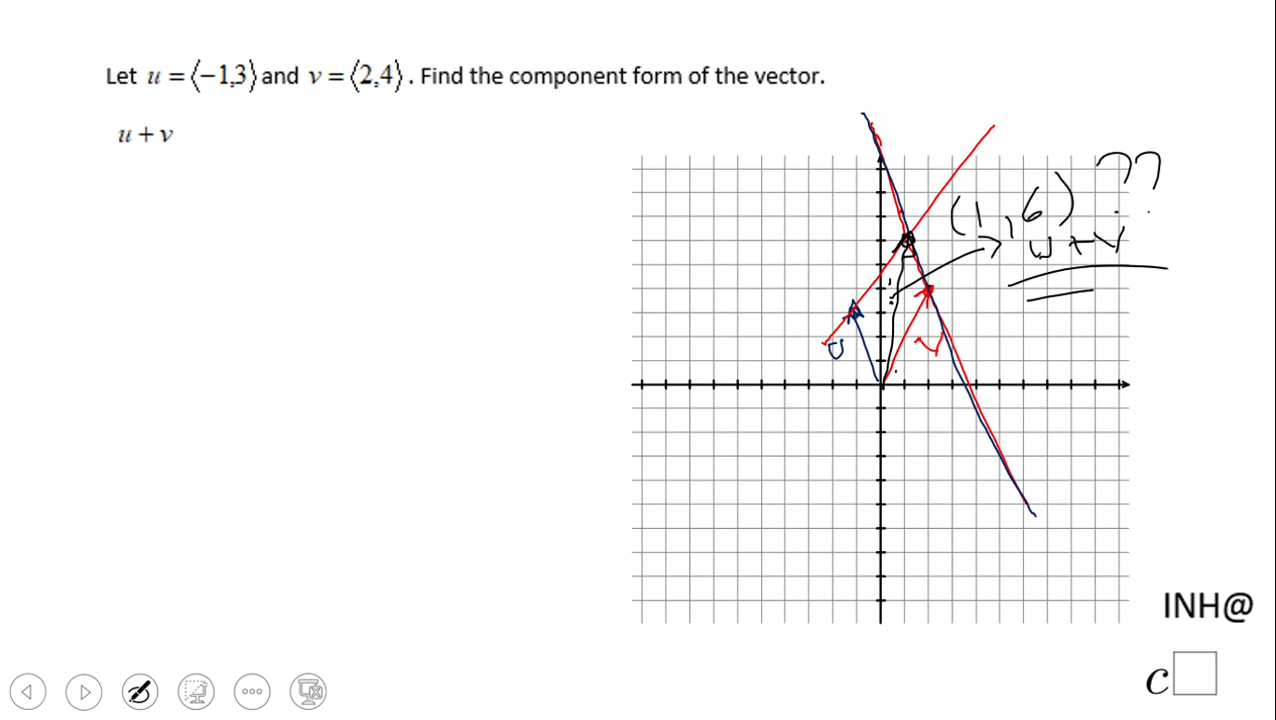 Let u = ⟨−1,3⟩ and v = ⟨2,4⟩. Find the component form of the vector.
u + v
(1,6) ??
u+v
U
V
INH@
c